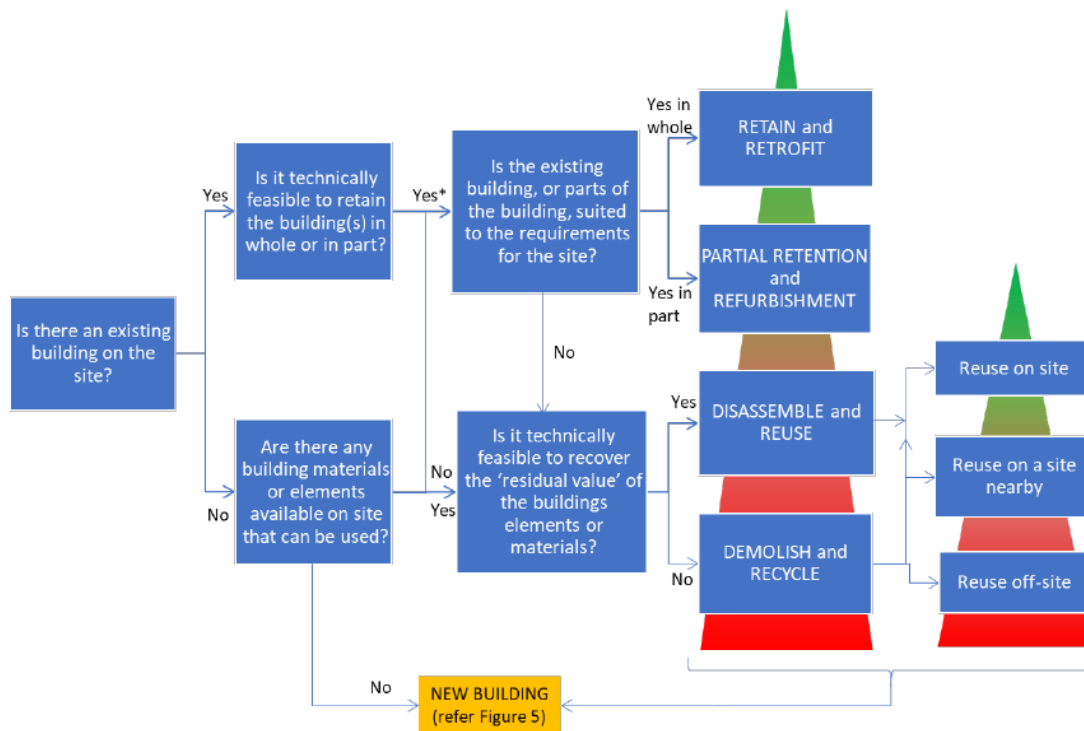 Is there an existing
building on the
site?
Yes
No
Is it technically
feasible to retain
the building(s) in
whole or in part?
Are there any
building materials
or elements
available on site
that can be used?
Yes*
No
Yes
Is the existing
building, or parts of
the building, suited
to the requirements
for the site?
No
Is it technically
feasible to recover
the ‘residual value’ of
the buildings
elements or
materials?
Yes in
whole
Yes in
part
Yes
No
RETAIN and
RETROFIT
PARTIAL RETENTION
and
REFURBISHMENT
DISASSEMBLE and
REUSE
DEMOLISH and
RECYCLE
Reuse on site
Reuse on a site
nearby
Reuse off-site
No
NEW BUILDING
(refer Figure 5)